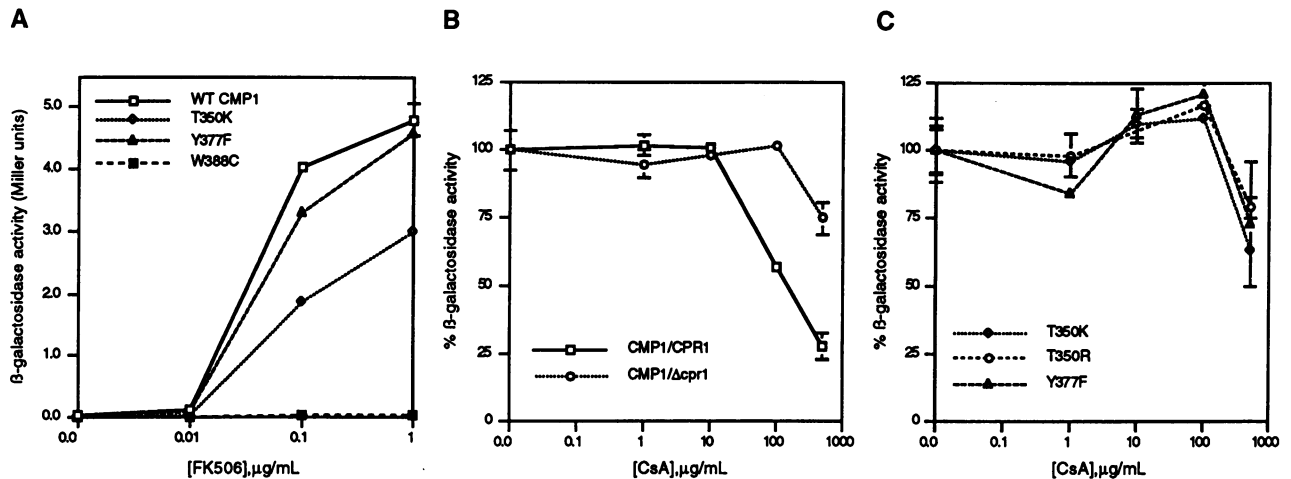 A
B
C
ß-galactosidase activity (Miller units)
5.0
4.0
3.0
2.0
1.0
0.0
WT CMP1
T350K
Y377F
W388C
0.0 0.01 0.1 1
[FK506],µg/mL
% ß-galactosidase activity
125
100
75
50
25
0
CMP1/CPR1
CMP1/Δcpr1
0.0 0.1 1 10 100 1000
[CsA],µg/mL
% ß-galactosidase activity
125
100
75
50
25
0
T350K
T350R
Y377F
0.0 0.1 1 10 100 1000
[CsA],µg/mL